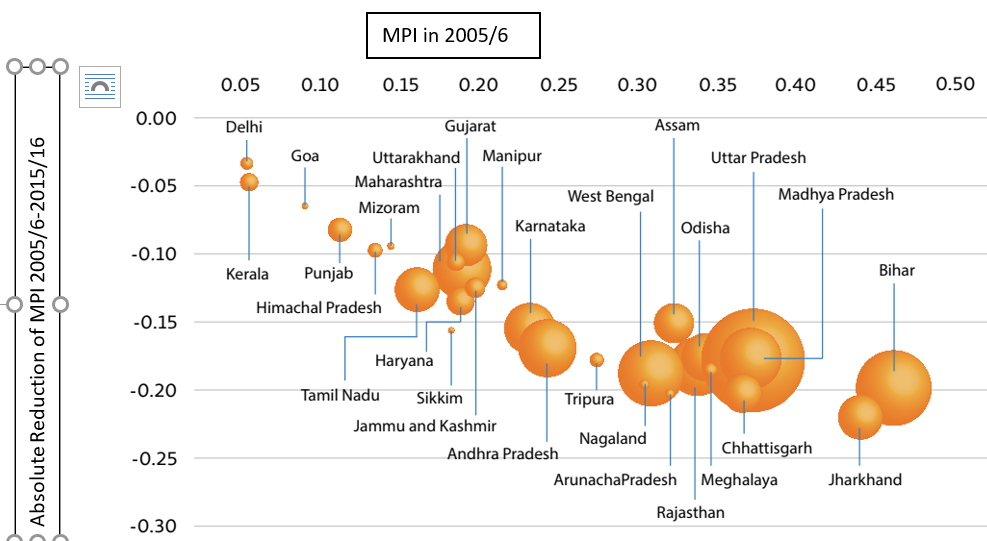 MPI in 2005/6
0.05 0.10 0.15 0.20 0.25 0.30 0.35 0.40 0.45 0.50
Absolute Reduction of MPI 2005/6-2015/16
0.00
-0.05
-0.10
-0.15
-0.20
-0.25
-0.30
Delhi
Gujarat
Assam
Goa
Uttarakhand
Manipur
Uttar Pradesh
Maharashtra
West Bengal
Madhya Pradesh
Mizoram
Karnataka
Odisha
Kerala
Punjab
Bihar
Himachal Pradesh
Haryana
Tamil Nadu
Sikkim
Tripura
Jammu and Kashmir
Nagaland
Andhra Pradesh
Chhattisgarh
ArunachaPradesh
Meghalaya
Jharkhand
Rajasthan